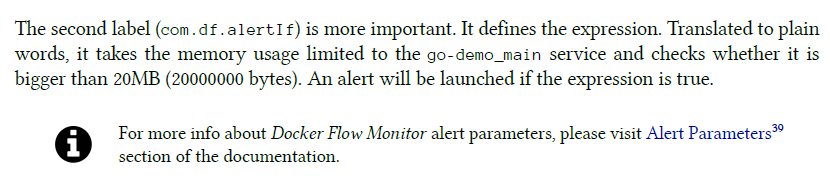 The second label (com.df.alertIf) is more important. It defines the expression. Translated to plain
words, it takes the memory usage limited to the go-demo_main service and checks whether it is
bigger than 20MB (20000000 bytes). An alert will be launched if the expression is true.
For more info about Docker Flow Monitor alert parameters, please visit Alert Parameters³⁹
section of the documentation.